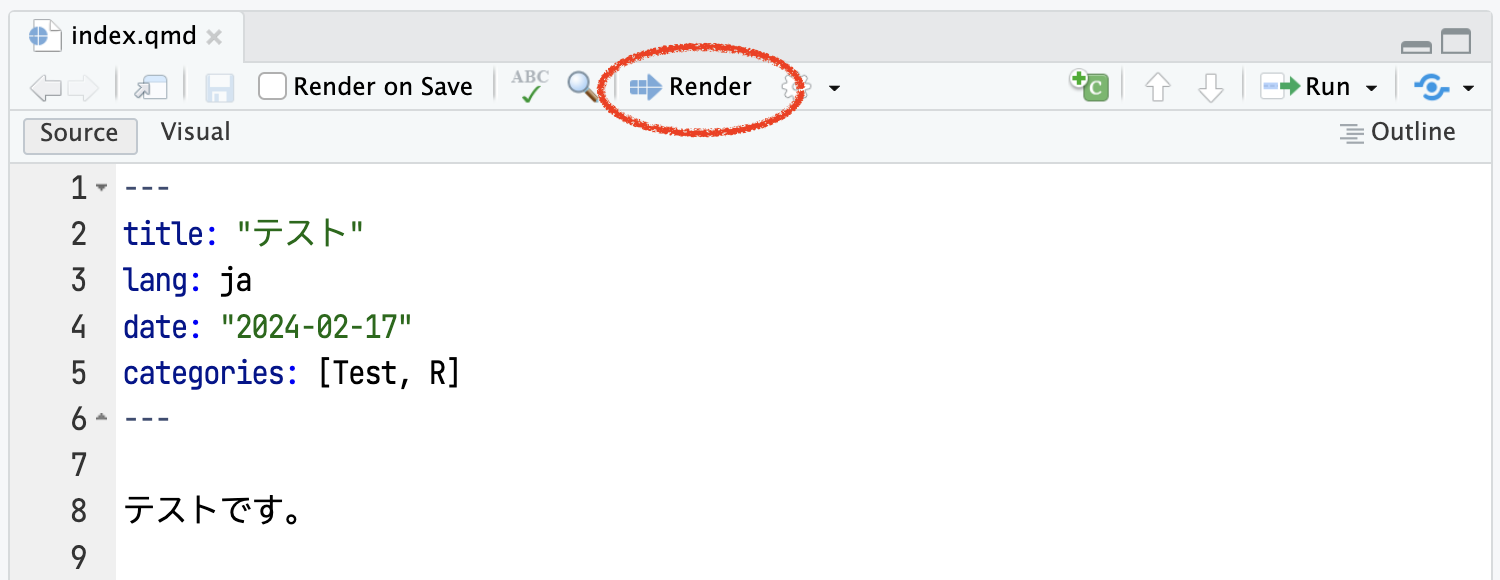 index.qmd
Render on Save ABC Render C Run
Source Visual Outline
1 ---
2 title: "テスト"
3 lang: ja
4 date: "2024-02-17"
5 categories: [Test, R]
6 ---
7
8 テストです。
9